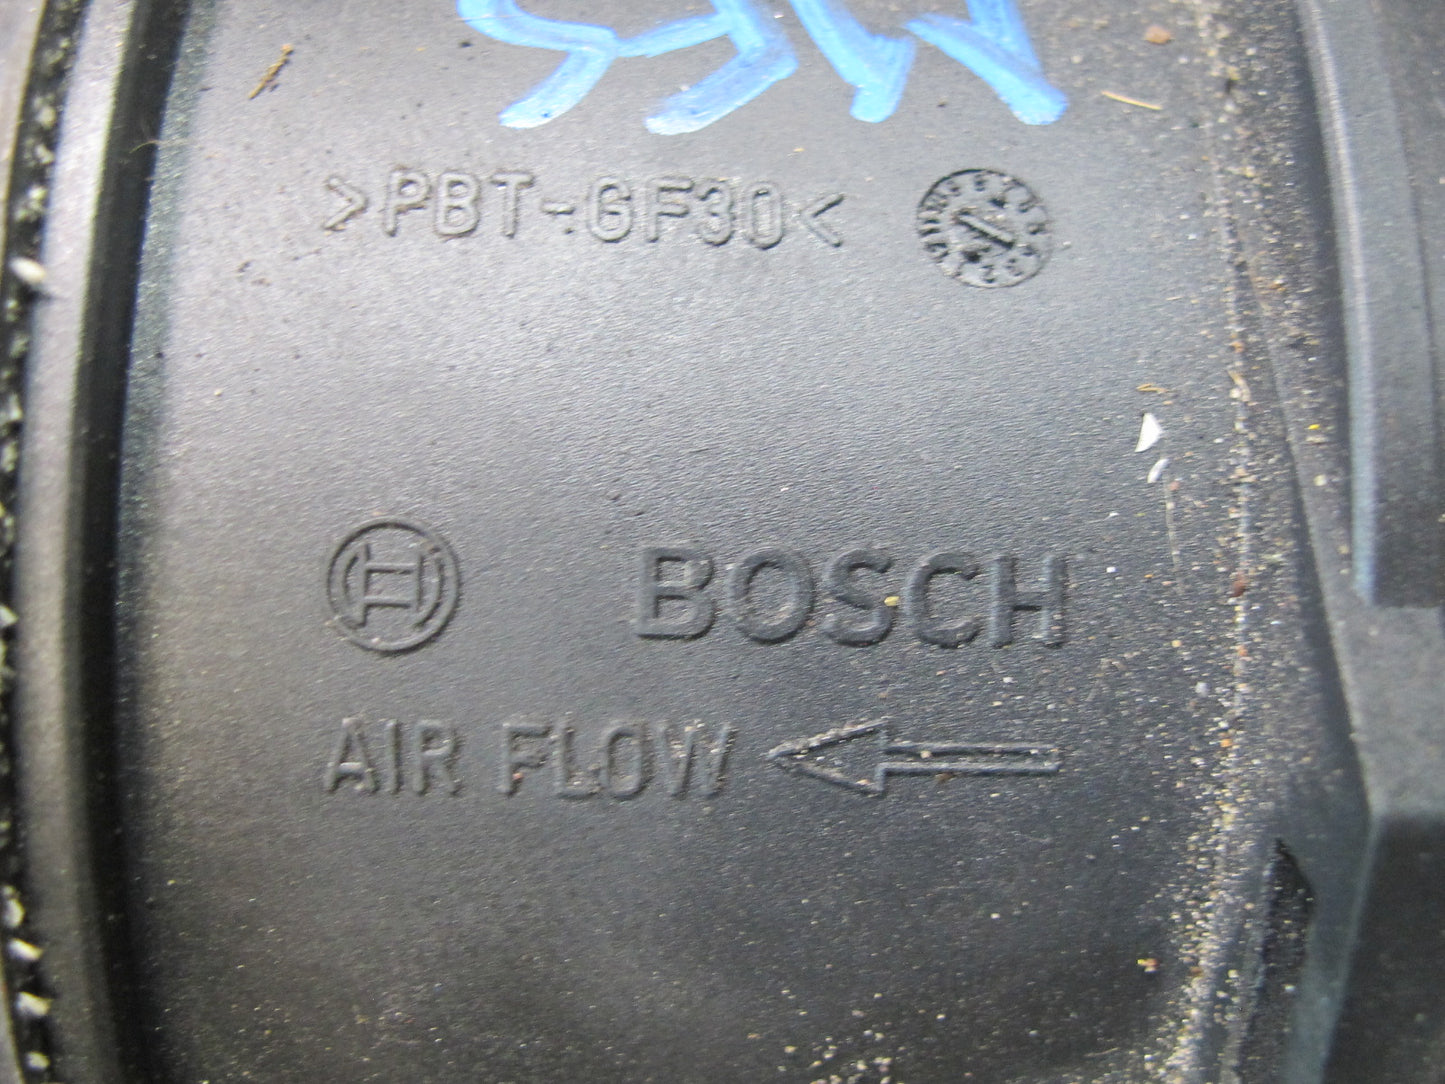 >PBT-GF30<
BOSCH
AIR FLOW